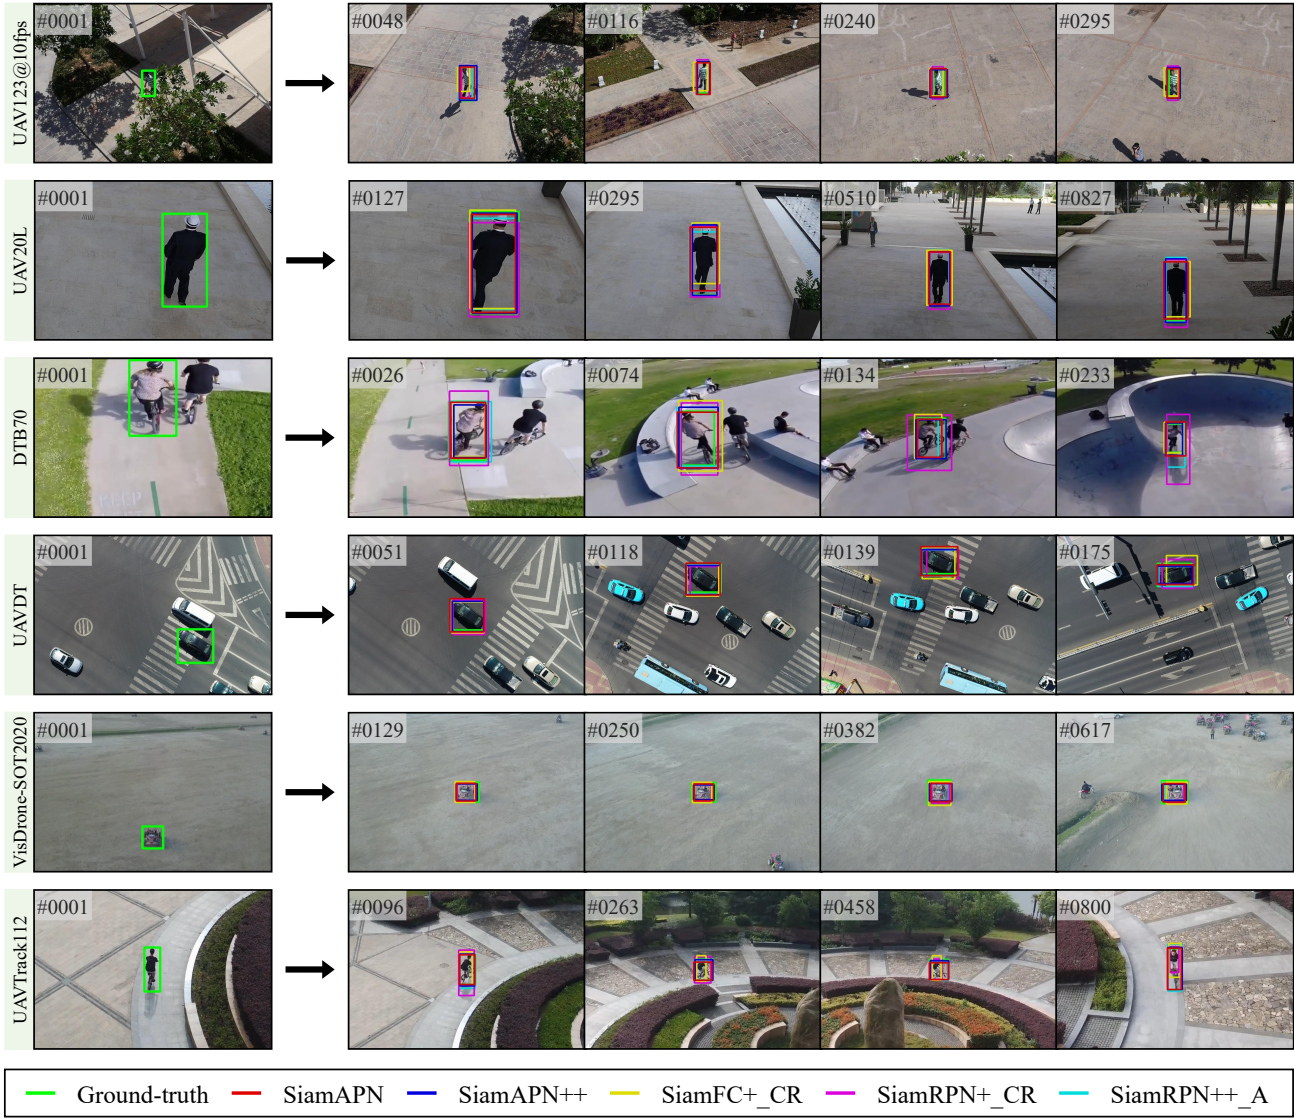 UAV123@10fps
#0001
#0048
#0116
#0240
#0295
UAV20L
#0001
#0127
#0295
#0510
#0827
DTB70
#0001
#0026
#0074
#0134
#0233
UAVDT
#0001
#0051
#0118
#0139
#0175
VisDrone-SOT2020
#0001
#0129
#0250
#0382
#0617
UAVTrack112
#0001
#0096
#0263
#0458
#0800
Ground-truth
SiamAPN
SiamAPN++
SiamFC+_CR
SiamRPN+_CR
SiamRPN++_A